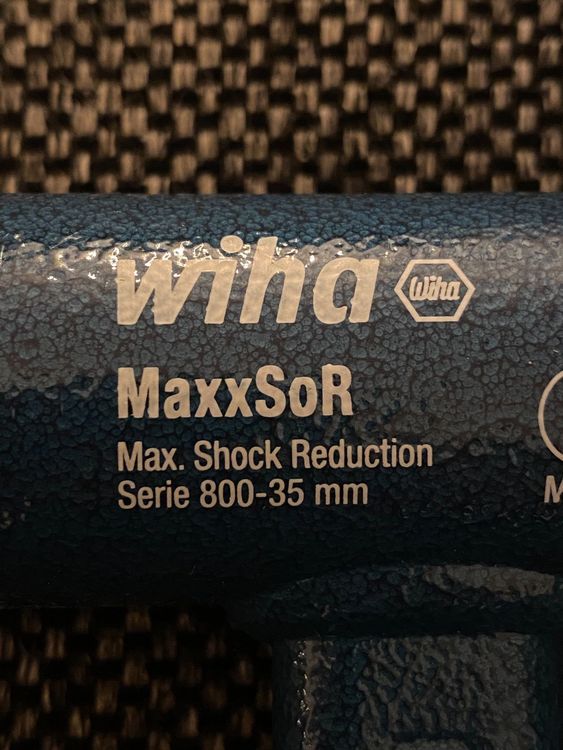 wiha Wiha
MaxxSoR
Max. Shock Reduction
Serie 800-35 mm
M